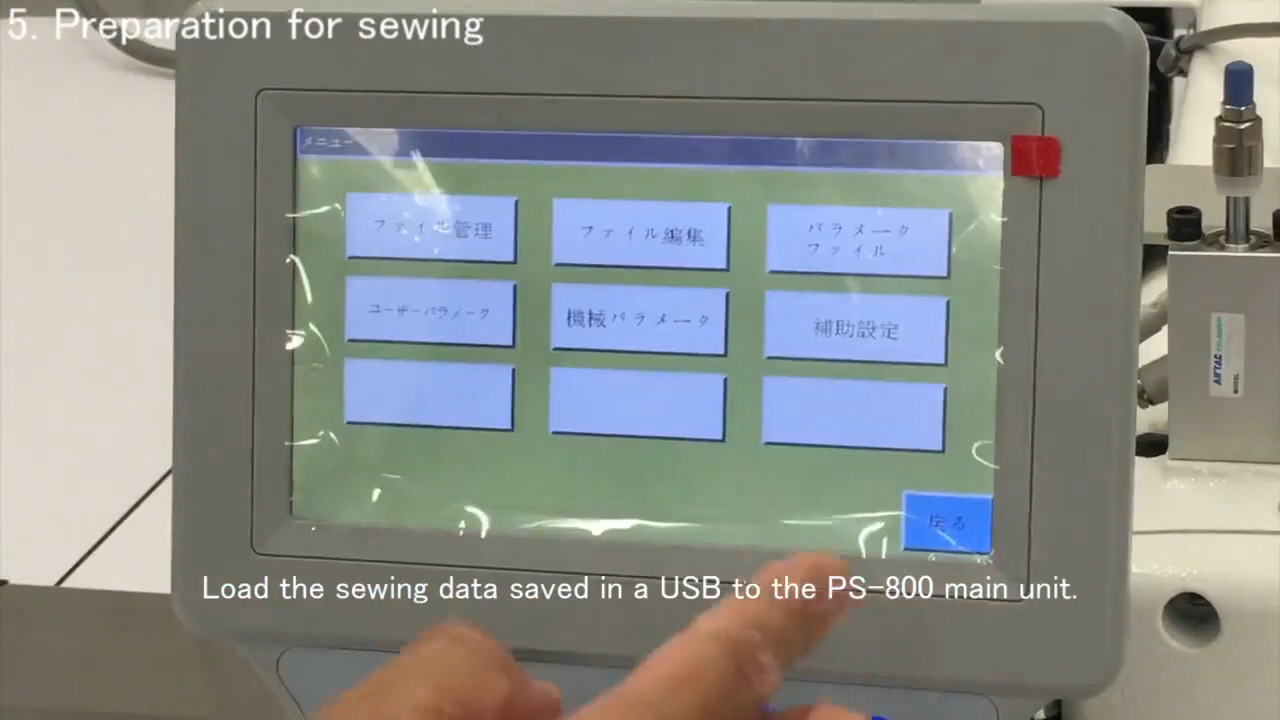 5. Preparation for sewing
メニュー
ファイル管理
ファイル編集
パラメータ
ファイル
ユーザーパラメータ
機械パラメータ
補助設定
戻る
AirTAC
MODEL
Load the sewing data saved in a USB to the PS-800 main unit.